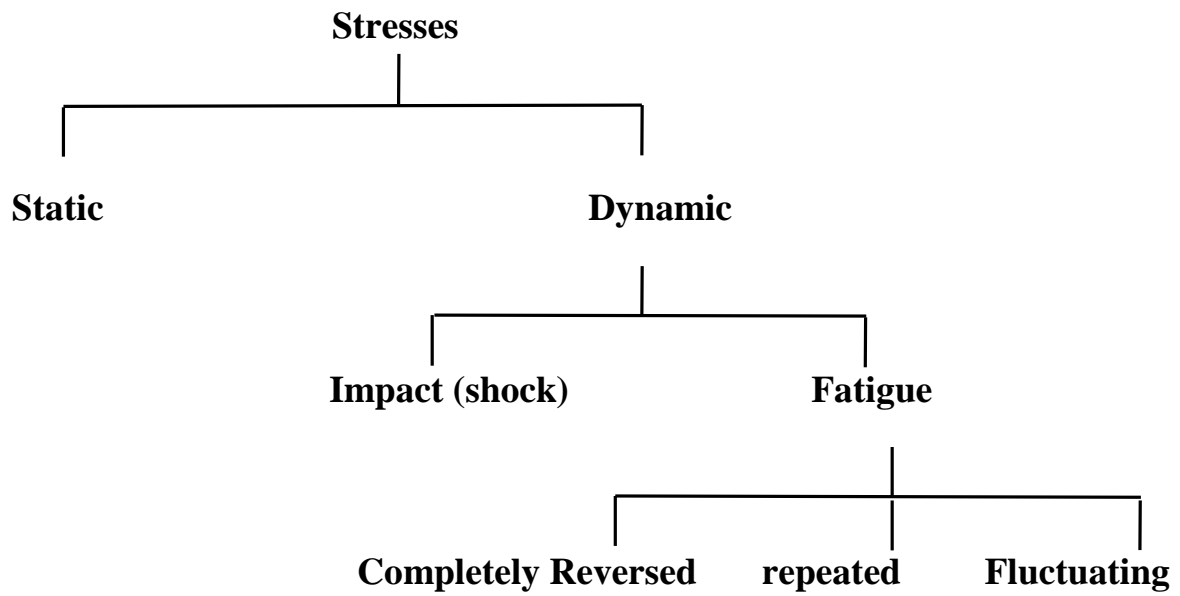 Stresses
Static Dynamic
Impact (shock) Fatigue
Completely Reversed repeated Fluctuating